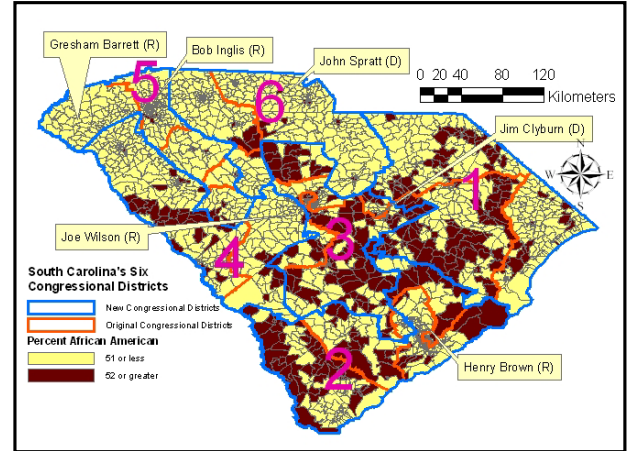 Gresham Barrett (R)
Bob Inglis (R)
John Spratt (D)
5
6
0 20 40 80 120
Kilometers
Jim Clyburn (D)
N
W E
S
1
Joe Wilson (R)
3
4
South Carolina's Six
Congressional Districts
New Congressional Districts
Original Congressional Districts
Percent African American
51 or less
52 or greater
2
Henry Brown (R)